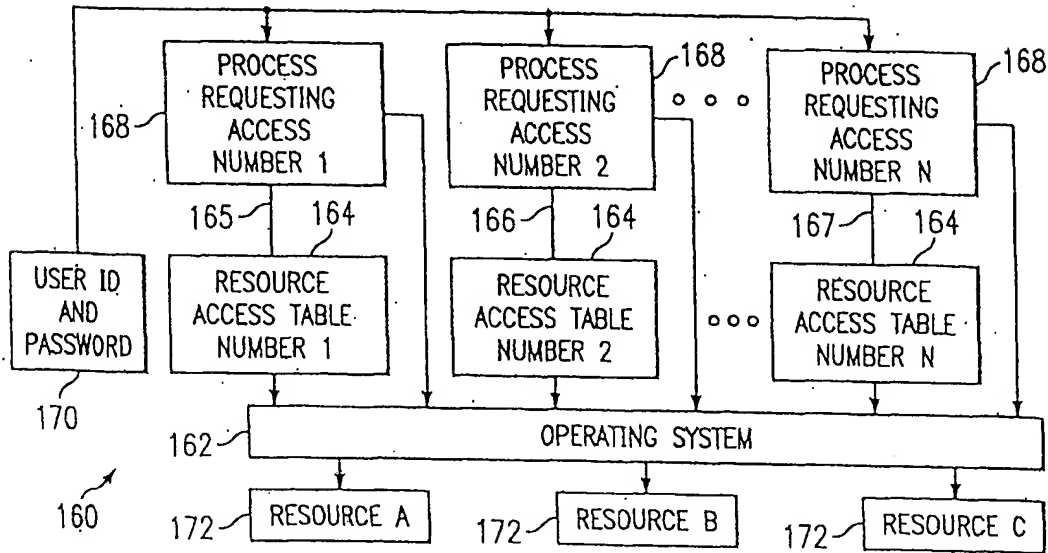 PROCESS
REQUESTING
ACCESS
NUMBER 1
168
PROCESS
REQUESTING
ACCESS
NUMBER 2
168
PROCESS
REQUESTING
ACCESS
NUMBER N
168
165
164
166
164
167
164
USER ID
AND
PASSWORD
170
RESOURCE
ACCESS TABLE
NUMBER 1
RESOURCE
ACCESS TABLE
NUMBER 2
RESOURCE
ACCESS TABLE
NUMBER N
162
OPERATING SYSTEM
160
172
RESOURCE A
172
RESOURCE B
172
RESOURCE C